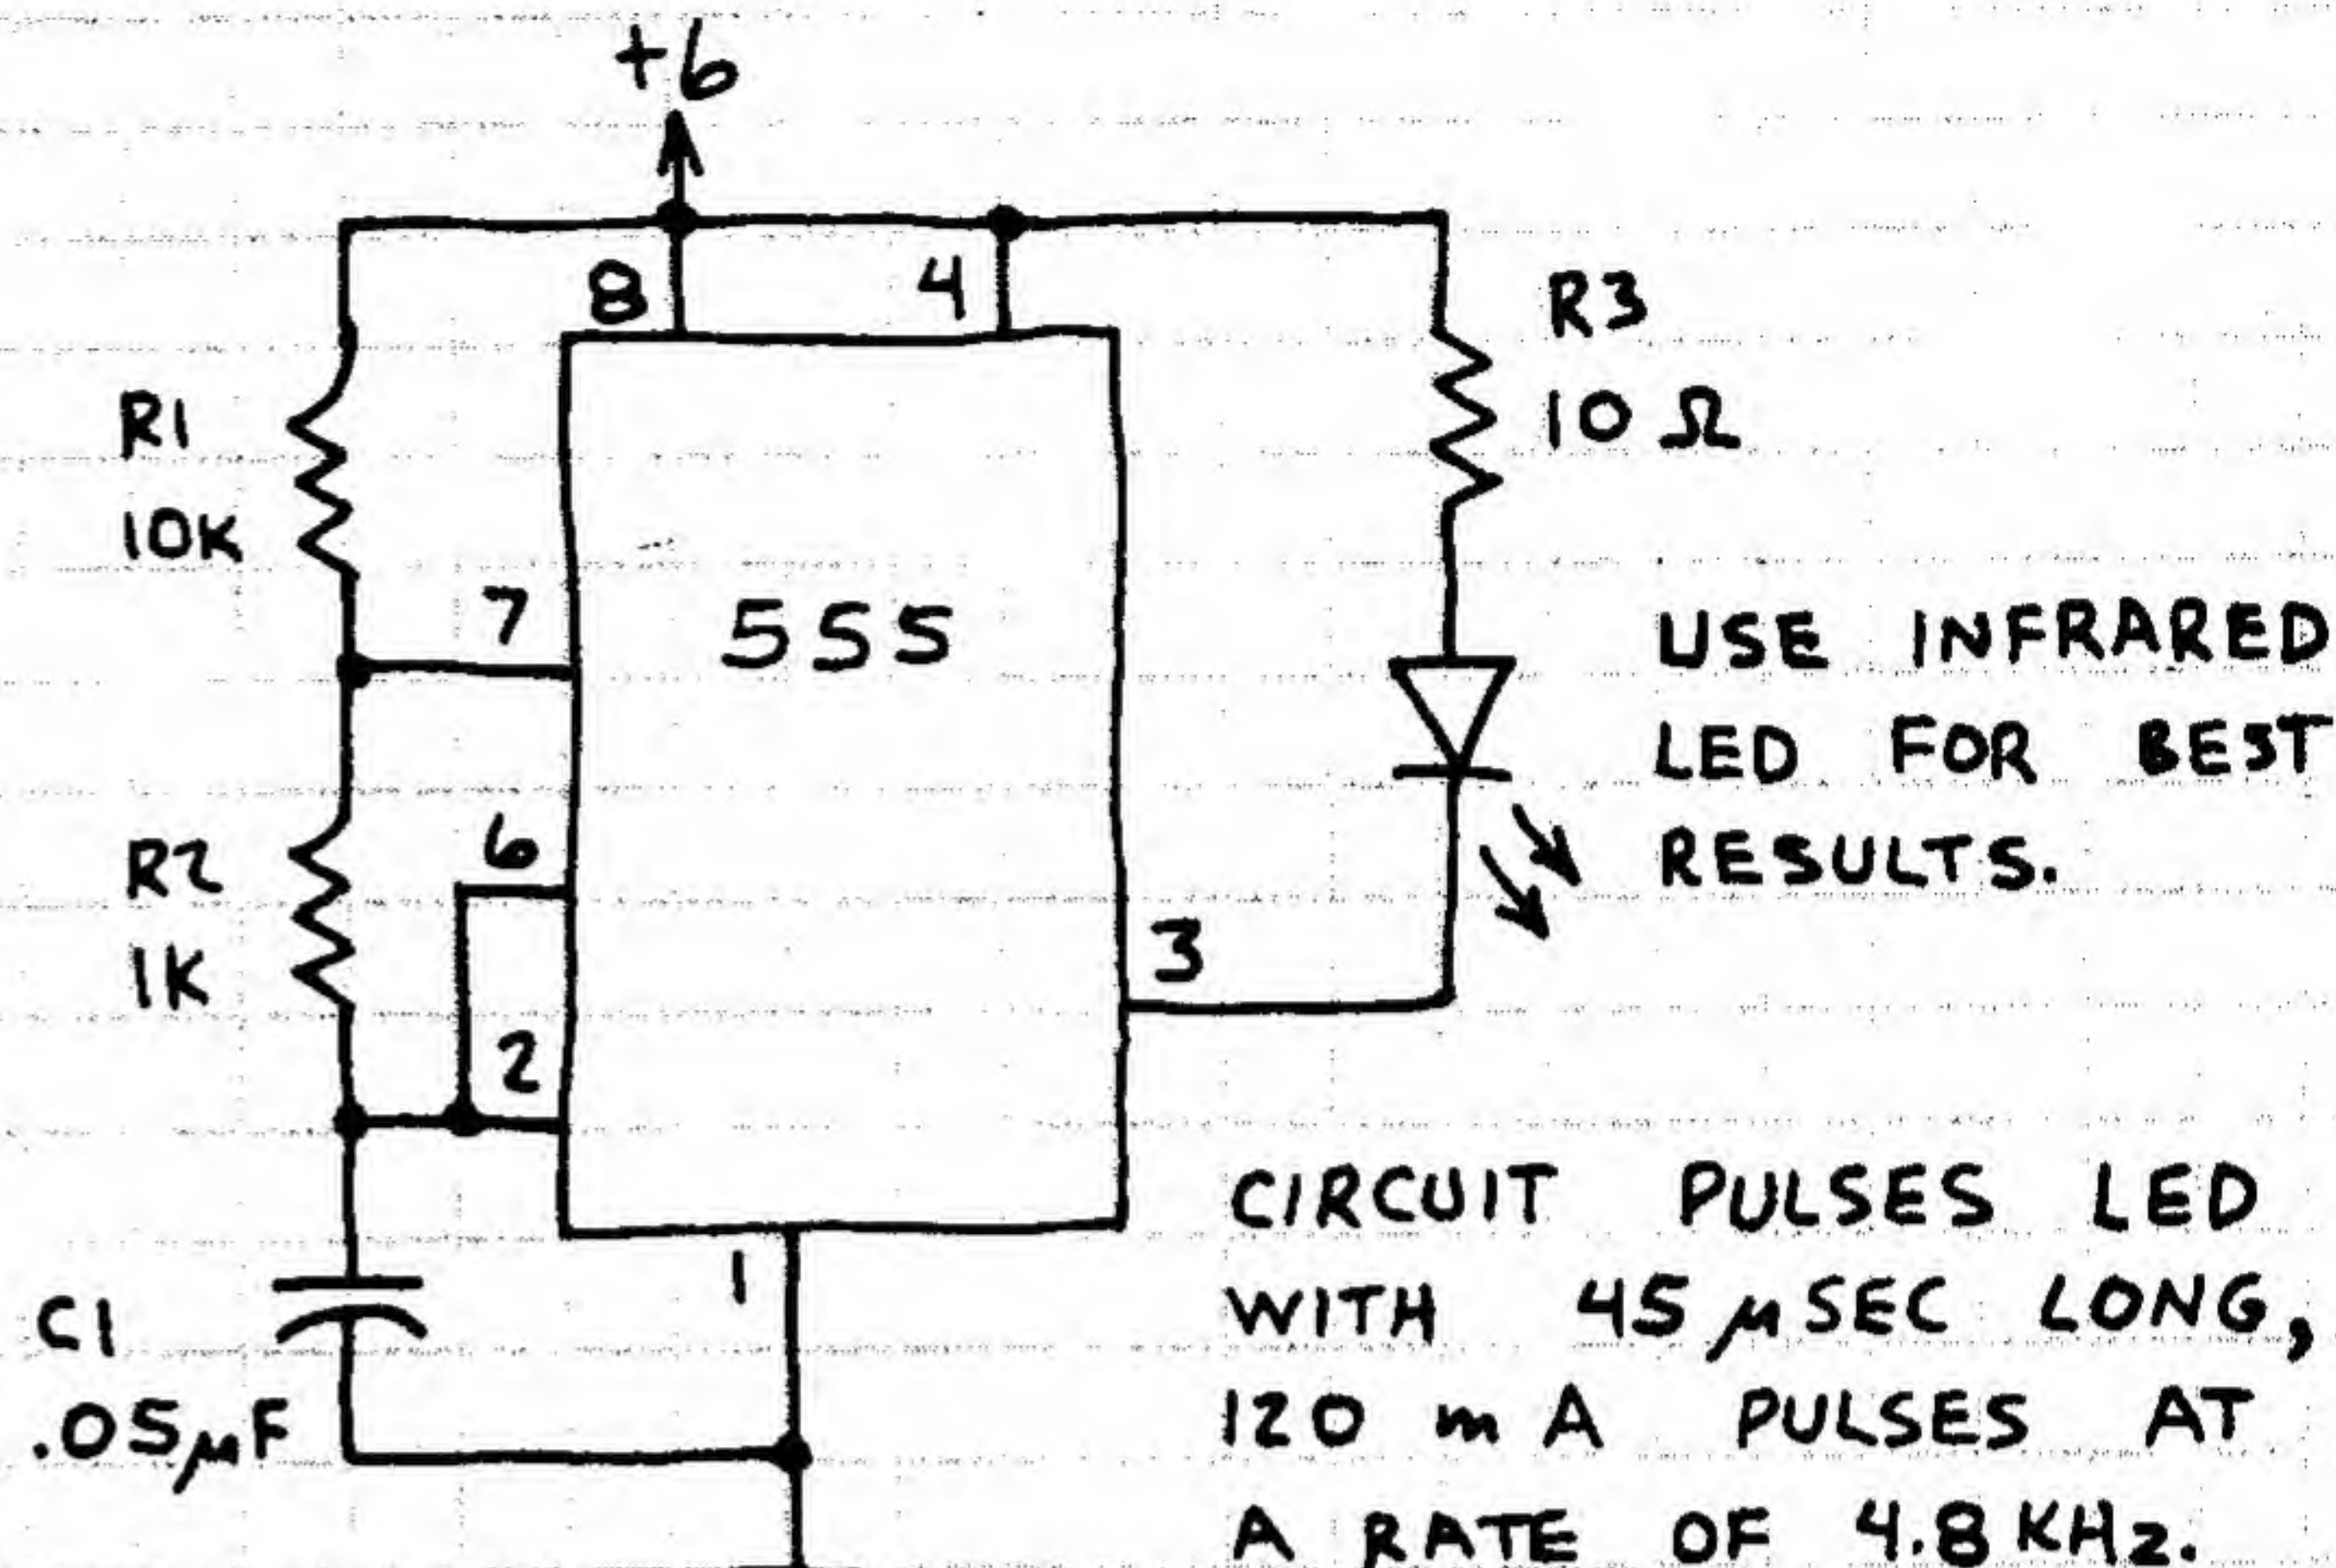 +6
8
4
R3
10 Ω
R1
10K
7
555
USE INFRARED
LED FOR BEST
RESULTS.
6
R2
1K
3
2
1
CIRCUIT PULSES LED
WITH 45 μSEC LONG,
120 mA PULSES AT
A RATE OF 4.8 KHz.
C1
.05μF